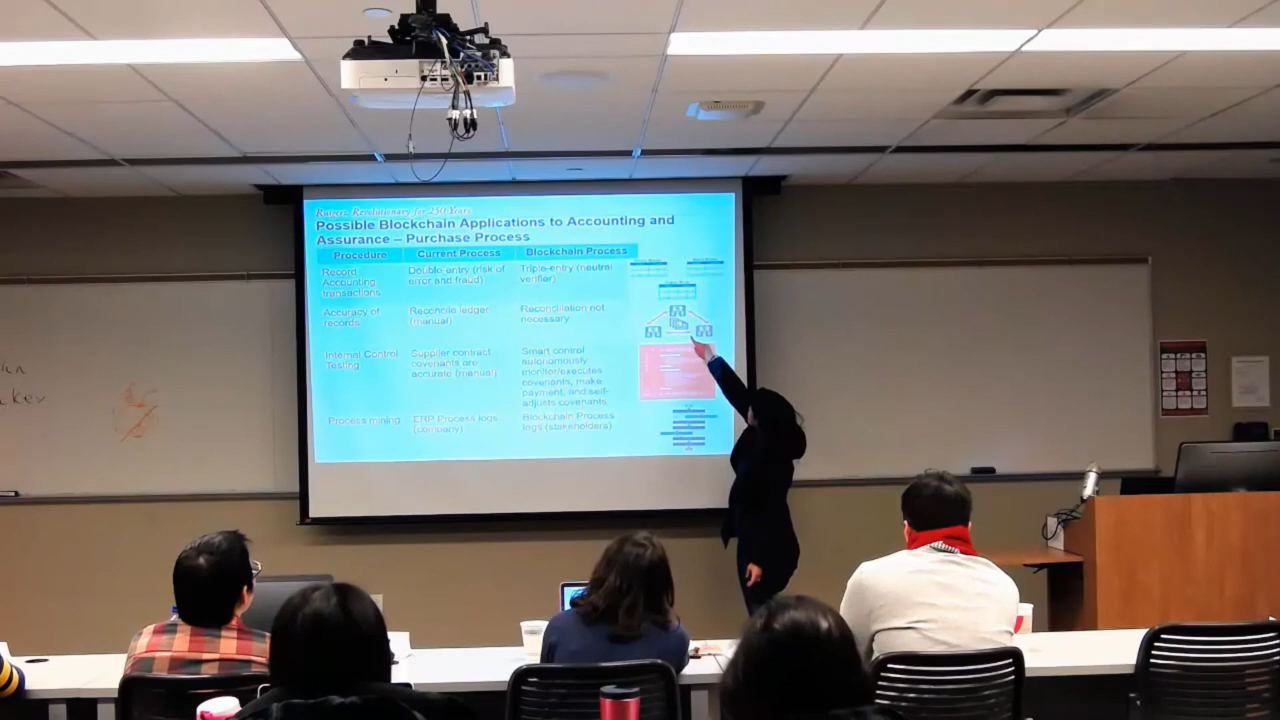 Rutgers, Revolutionary for 250 Years
Possible Blockchain Applications to Accounting and
Assurance – Purchase Process
Procedure Current Process Blockchain Process
Record Double-entry (risk of Triple-entry (neutral
Accounting error and fraud) verifier)
transactions
Accuracy of Reconcile ledger Reconciliation not
records (manual) necessary
Internal Control Supplier contract Smart control
Testing covenants are autonomously
accurate (manual) monitor/executes
covenants, make
payment, and self-
adjusts covenants
Process mining ERP Process logs Blockchain Process
(company) logs (stakeholders)